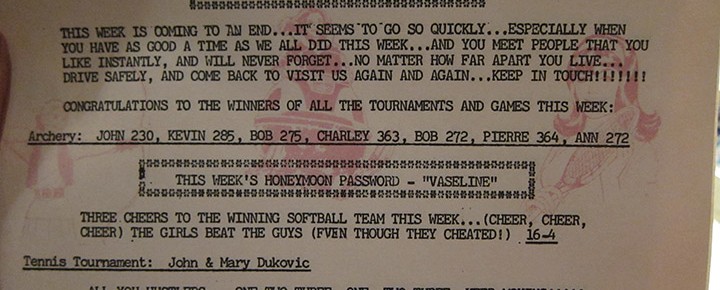 THIS WEEK IS COMING TO AN END...IT SEEMS TO GO SO QUICKLY...ESPECIALLY WHEN
YOU HAVE AS GOOD A TIME AS WE ALL DID THIS WEEK...AND YOU MEET PEOPLE THAT YOU
LIKE INSTANTLY, AND WILL NEVER FORGET...NO MATTER HOW FAR APART YOU LIVE...
DRIVE SAFELY, AND COME BACK TO VISIT US AGAIN AND AGAIN...KEEP IN TOUCH!!!!!!!
CONGRATULATIONS TO THE WINNERS OF ALL THE TOURNAMENTS AND GAMES THIS WEEK:
Archery: JOHN 230, KEVIN 285, BOB 275, CHARLEY 363, BOB 272, PIERRE 364, ANN 272
THIS WEEK'S HONEYMOON PASSWORD - "VASELINE"
THREE CHEERS TO THE WINNING SOFTBALL TEAM THIS WEEK...(CHEER, CHEER,
CHEER) THE GIRLS BEAT THE GUYS (EVEN THOUGH THEY CHEATED!) 16-4
Tennis Tournament: John & Mary Dukovic